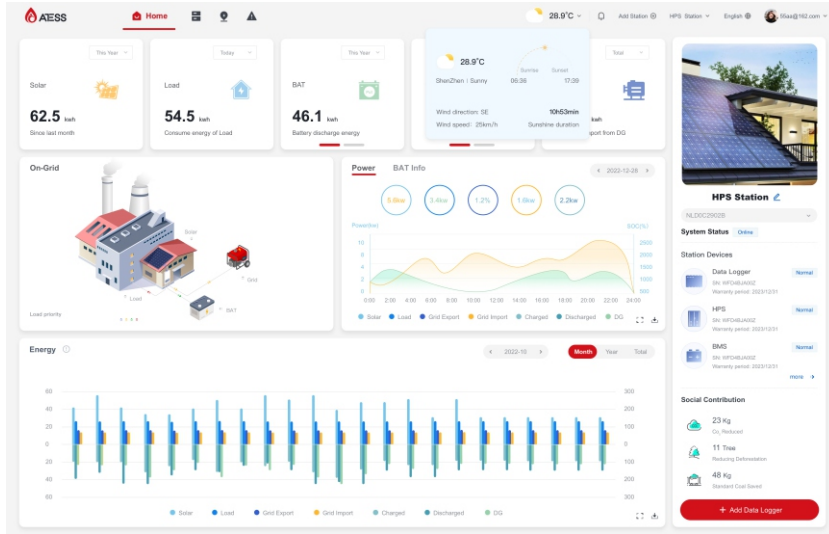 ATESS
Home
28.9°C
Add Station
HPS Station
English
55aa@162.com
This Year
Today
This Year
Total
Solar
Load
BAT
62.5 kwh
54.5 kwh
46.1 kwh
kwh
Since last month
Consume energy of Load
Battery discharge energy
port from DG
28.9°C
ShenZhen | Sunny
Sunrise
Sunset
06:36
17:39
Wind direction: SE
10h53min
Wind speed: 25km/h
Sunshine duration
On-Grid
Solar
Grid
Load
BAT
Load priority
Power
BAT Info
2022-12-28
5.6kw
3.4kw
1.2%
1.6kw
2.2kw
Power(kw)
SOC(%)
10
6
4
2
0
2500
2000
1500
1000
500
0:00 2:00 4:00 6:00 8:00 10:00 12:00 14:00 16:00 18:00 20:00 22:00 24:00
Solar
Load
Grid Export
Grid Import
Charged
Discharged
DG
Energy
2022-10
Month
Year
Total
60
40
20
0
20
40
60
300
200
100
0
100
200
300
Solar
Load
Grid Export
Grid Import
Charged
Discharged
DG
HPS Station
NLD0C2902B
System Status
Online
Station Devices
Data Logger
Normal
Warranty period: 2023/12/31
HPS
Normal
Warranty period: 2023/12/31
BMS
Normal
Warranty period: 2023/12/31
more
Social Contribution
23 Kg
Co₂ Reduced
11 Tree
Reducing Deforestation
48 Kg
Standard Coal Saved
+ Add Data Logger